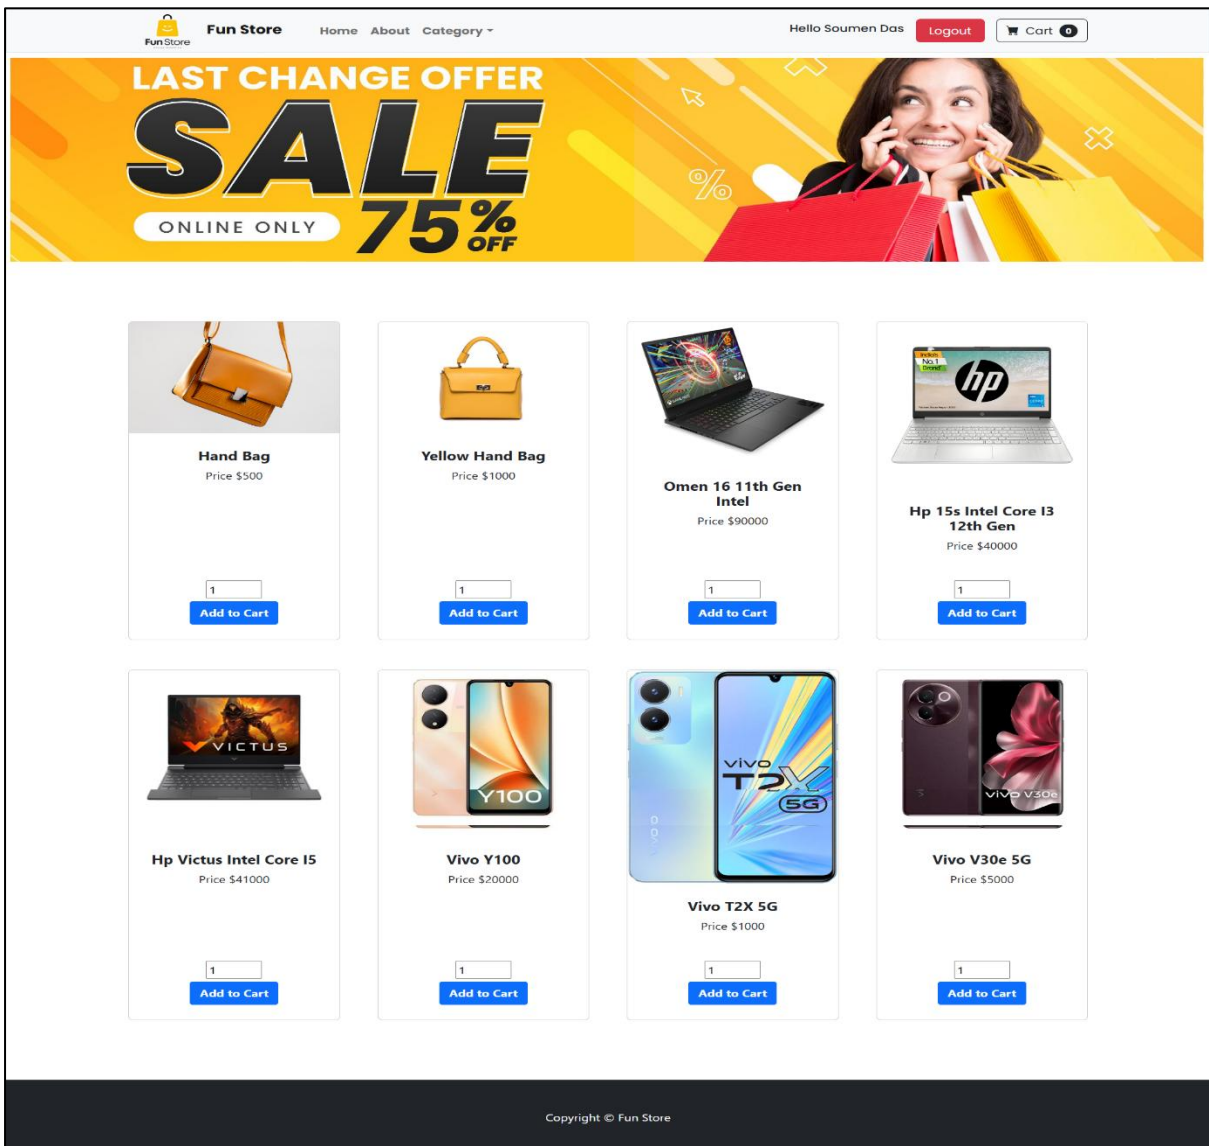 Fun Store
Fun Store
Home About Category
Hello Soumen Das
Logout
Cart 0
LAST CHANGE OFFER
SALE
ONLINE ONLY
75%
OFF
%
hp
Hand Bag
Price $500
1
Add to Cart
Yellow Hand Bag
Price $1000
1
Add to Cart
Omen 16 11th Gen
Intel
Price $90000
1
Add to Cart
Hp 15s Intel Core I3
12th Gen
Price $40000
1
Add to Cart
VICTUS
Hp Victus Intel Core I5
Price $41000
1
Add to Cart
Y100
Vivo Y100
Price $20000
1
Add to Cart
vivo
T2X
5G
vivo
Vivo T2X 5G
Price $1000
1
Add to Cart
vivo V30e
Vivo V30e 5G
Price $5000
1
Add to Cart
Copyright © Fun Store